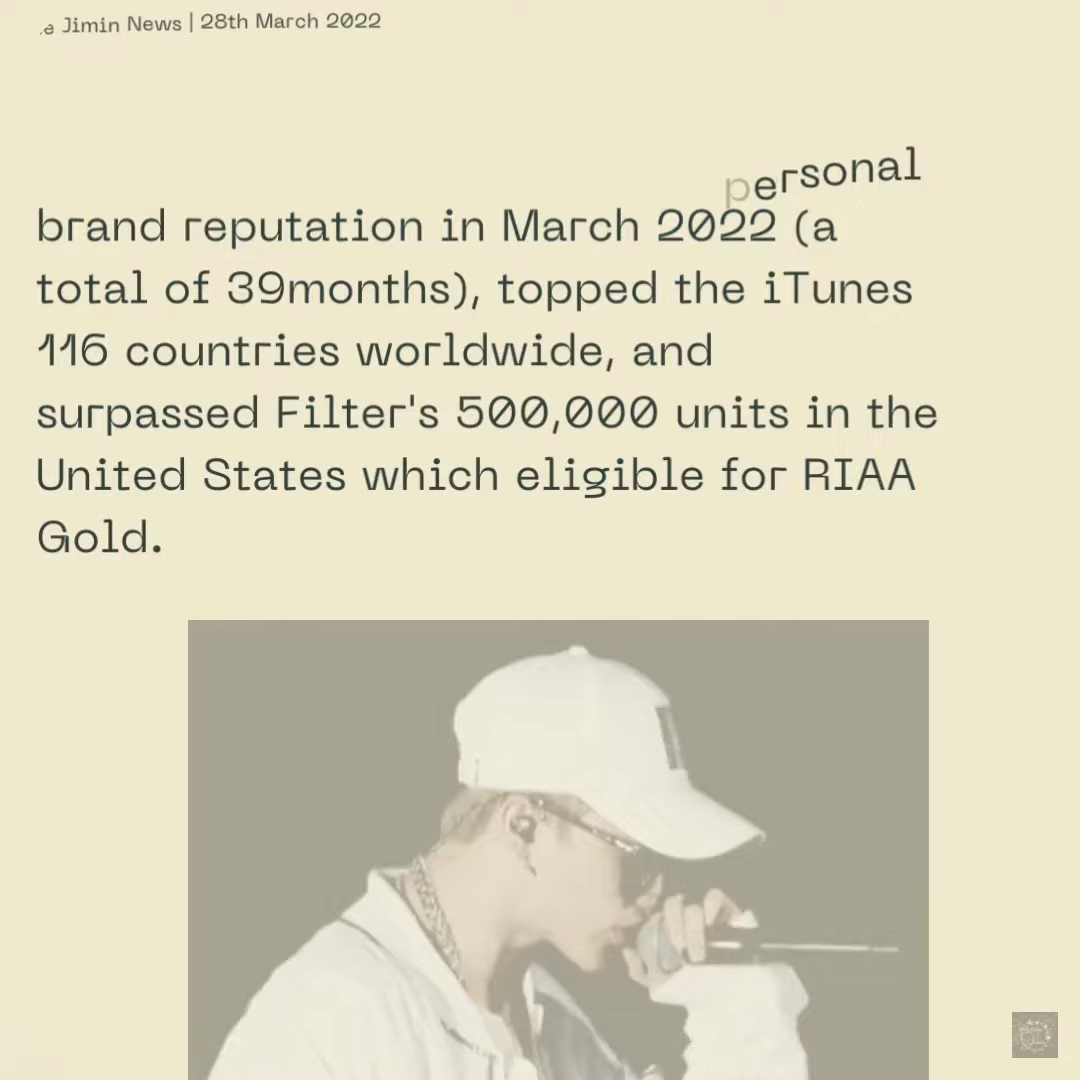 Jimin News | 28th March 2022
personal
brand reputation in March 2022 (a
total of 39months), topped the iTunes
116 countries worldwide, and
surpassed Filter's 500,000 units in the
United States which eligible for RIAA
Gold.